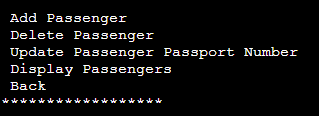 Add Passenger
Delete Passenger
Update Passenger Passport Number
Display Passengers
Back
******************